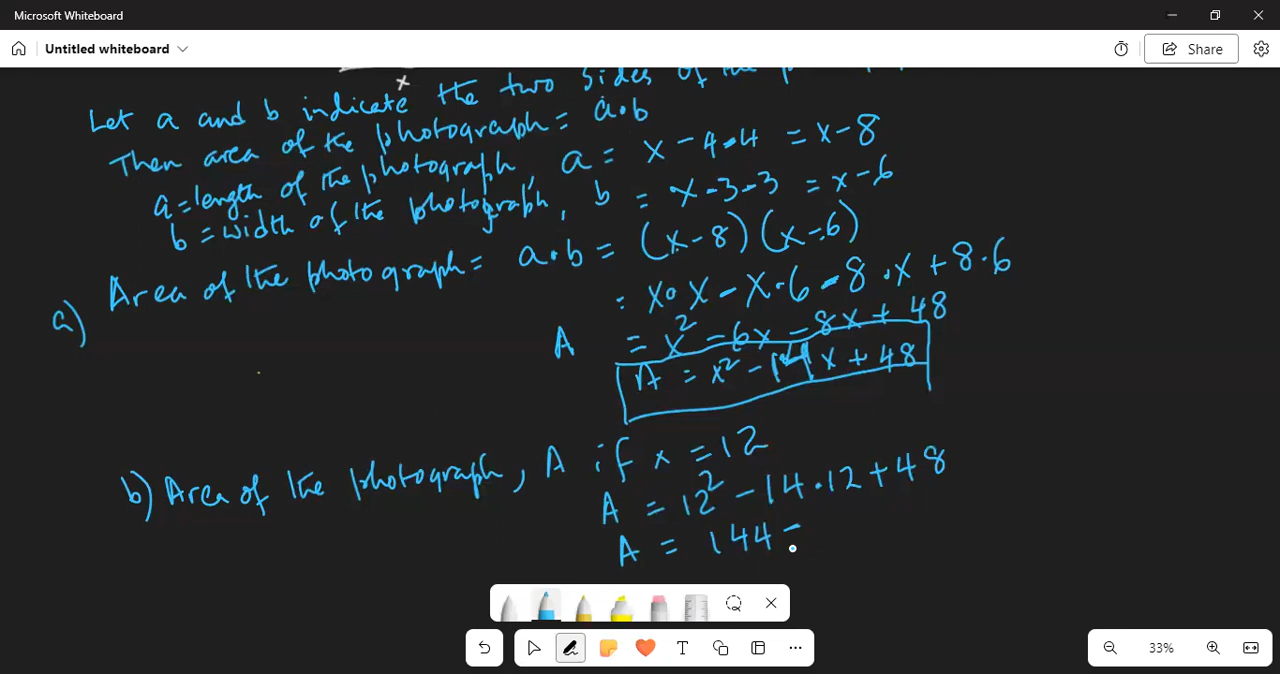 Microsoft Whiteboard
Untitled whiteboard
Share
x
Let a and b indicate the two sides of the
Then area of the photograph = a·b
a = length of the photograph, a = x - 4 - 4 = x - 8
b = width of the photograph, b = x - 3 - 3 = x - 6
Area of the photograph = a·b = (x - 8) (x - 6)
a)
= x·x - x·6 - 8·x + 8·6
A = x² - 6x - 8x + 48
A = x² - 14x + 48
b) Area of the photograph, A if x = 12
A = 12² - 14·12 + 48
A = 144 -
T
33%